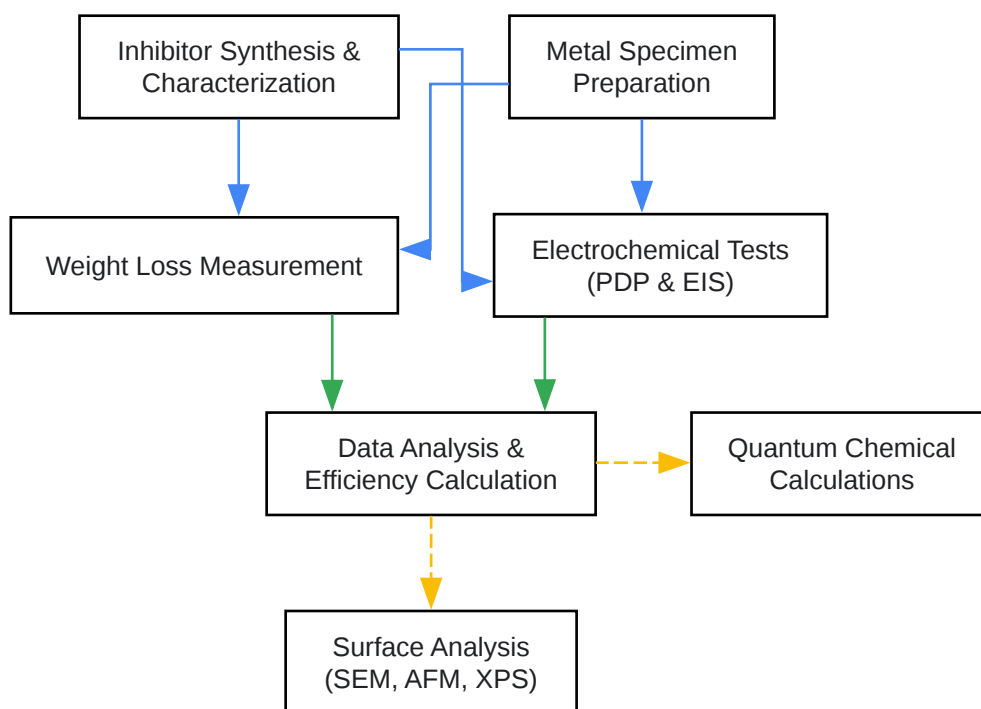 Inhibitor Synthesis &
Characterization
Metal Specimen
Preparation
Weight Loss Measurement
Electrochemical Tests
(PDP & EIS)
Data Analysis &
Efficiency Calculation
Quantum Chemical
Calculations
Surface Analysis
(SEM, AFM, XPS)